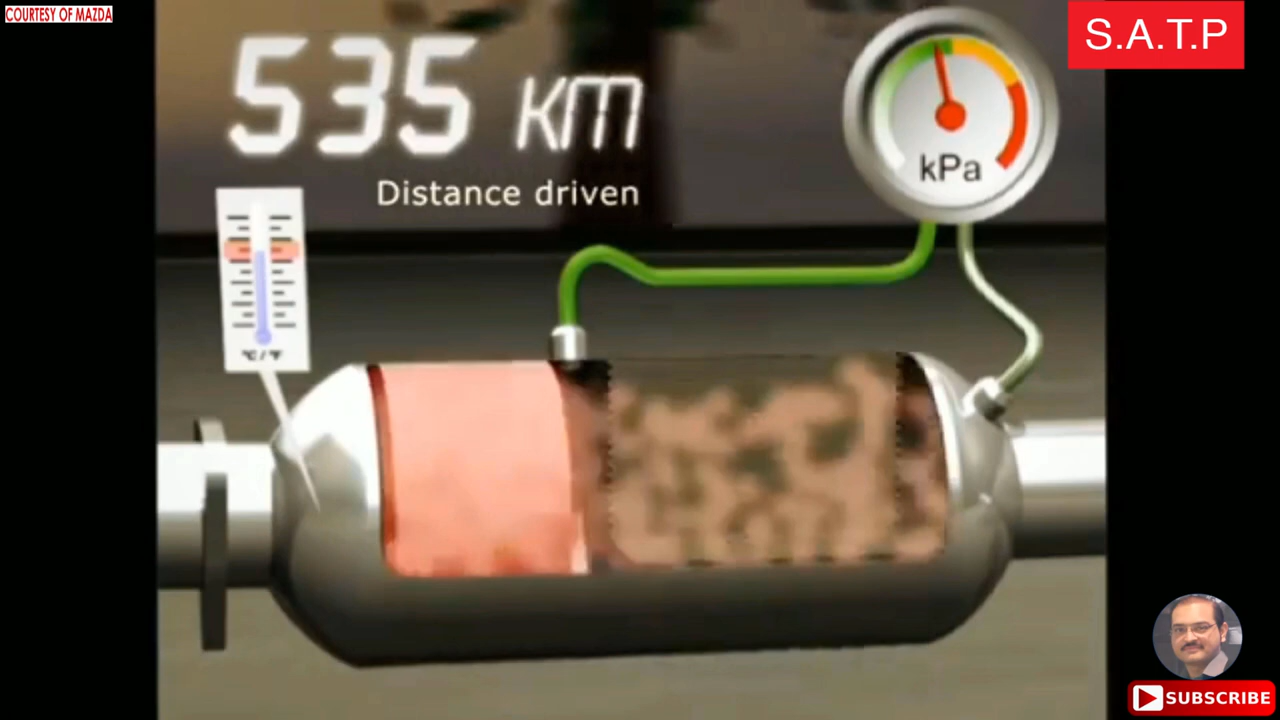 COURTESY OF MAZDA
S.A.T.P
535 KM
Distance driven
kPa
°C / °F
SUBSCRIBE